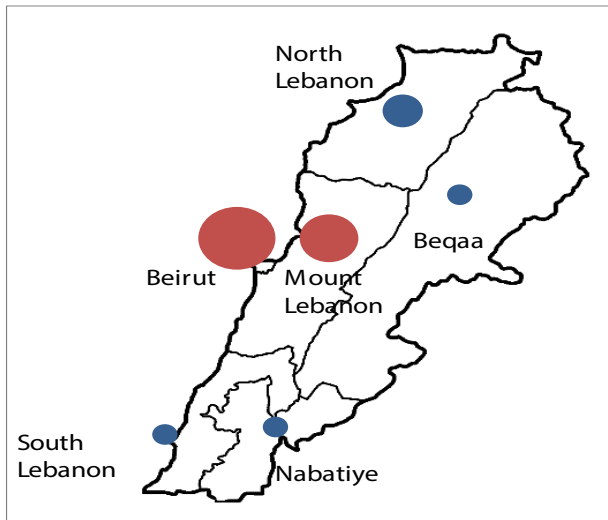 North
Lebanon
Beqaa
Beirut
Mount
Lebanon
South
Lebanon
Nabatiye